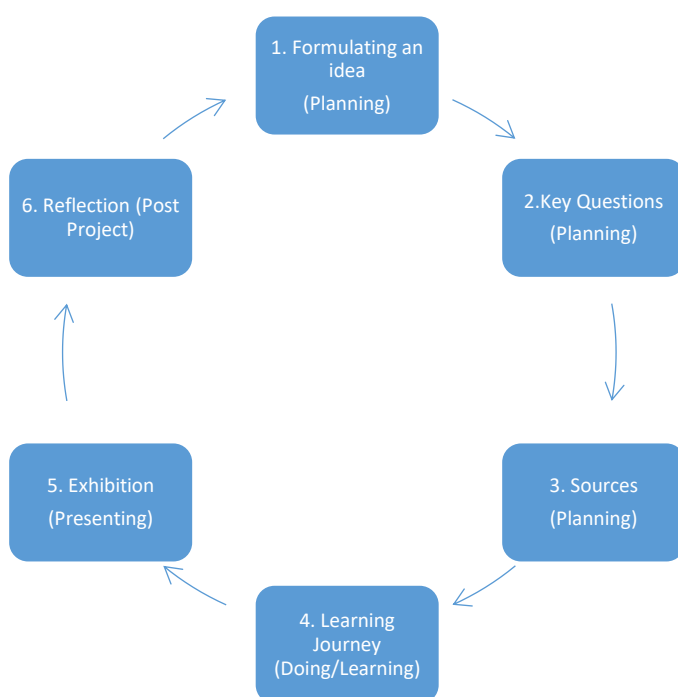 1. Formulating an
idea
(Planning)
2.Key Questions
(Planning)
3. Sources
(Planning)
4. Learning
Journey
(Doing/Learning)
5. Exhibition
(Presenting)
6. Reflection (Post
Project)